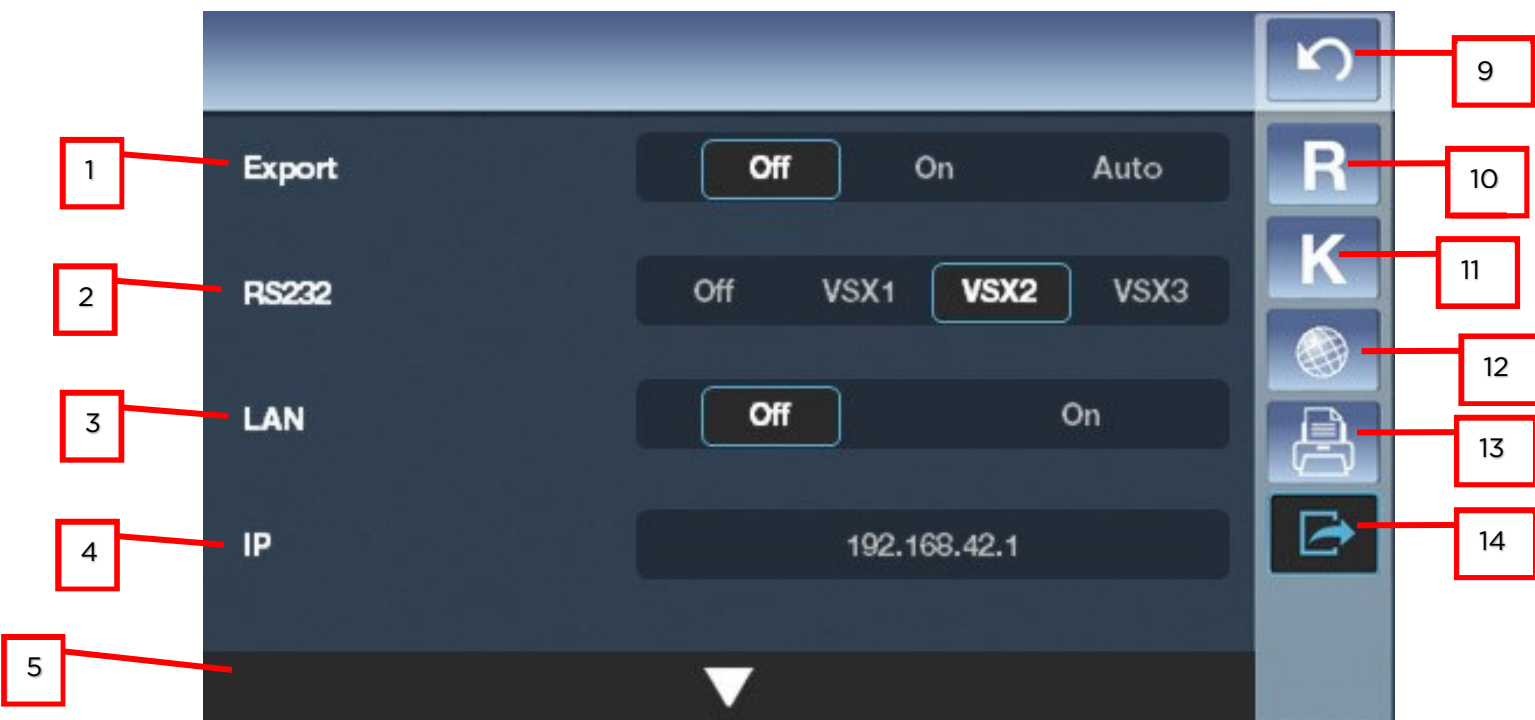 9
1 Export Off On Auto R 10
2 RS232 Off VSX1 VSX2 VSX3 K 11
12
3 LAN Off On 13
4 IP 192.168.42.1 14
5